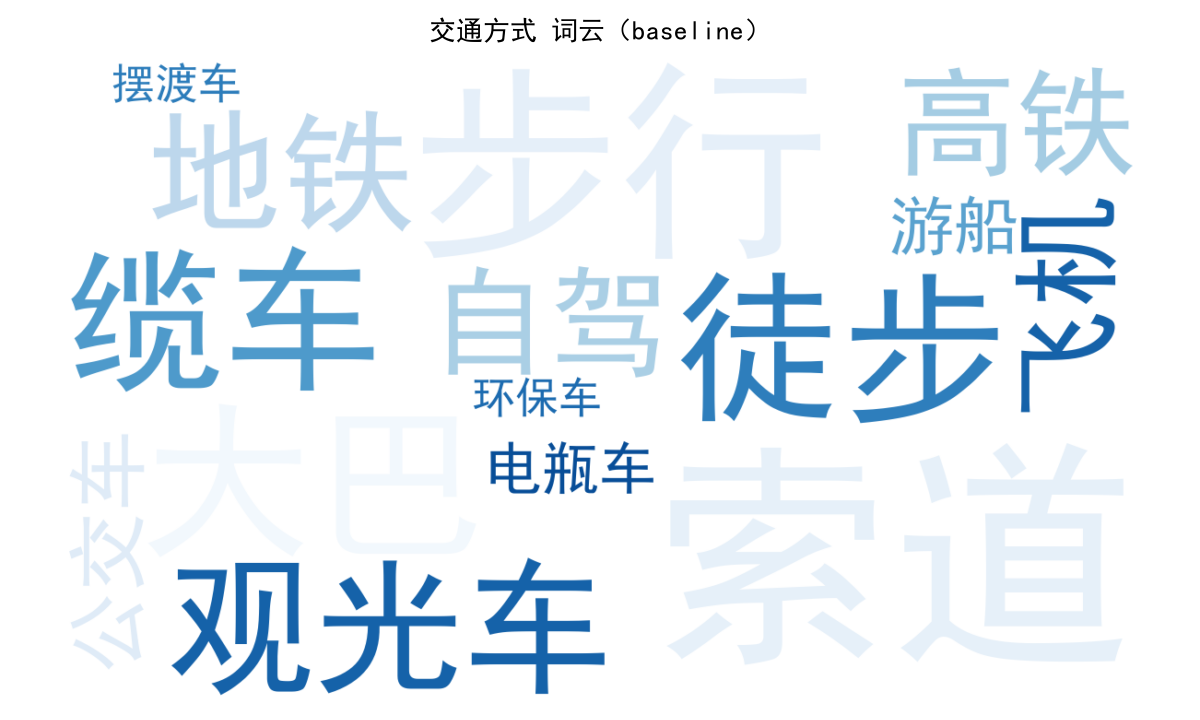 交通方式 词云（baseline）
摆渡车
步行
高铁
地铁
游船
飞机
缆车
自驾
徒步
环保车
大巴
电瓶车
公交车
索道
观光车